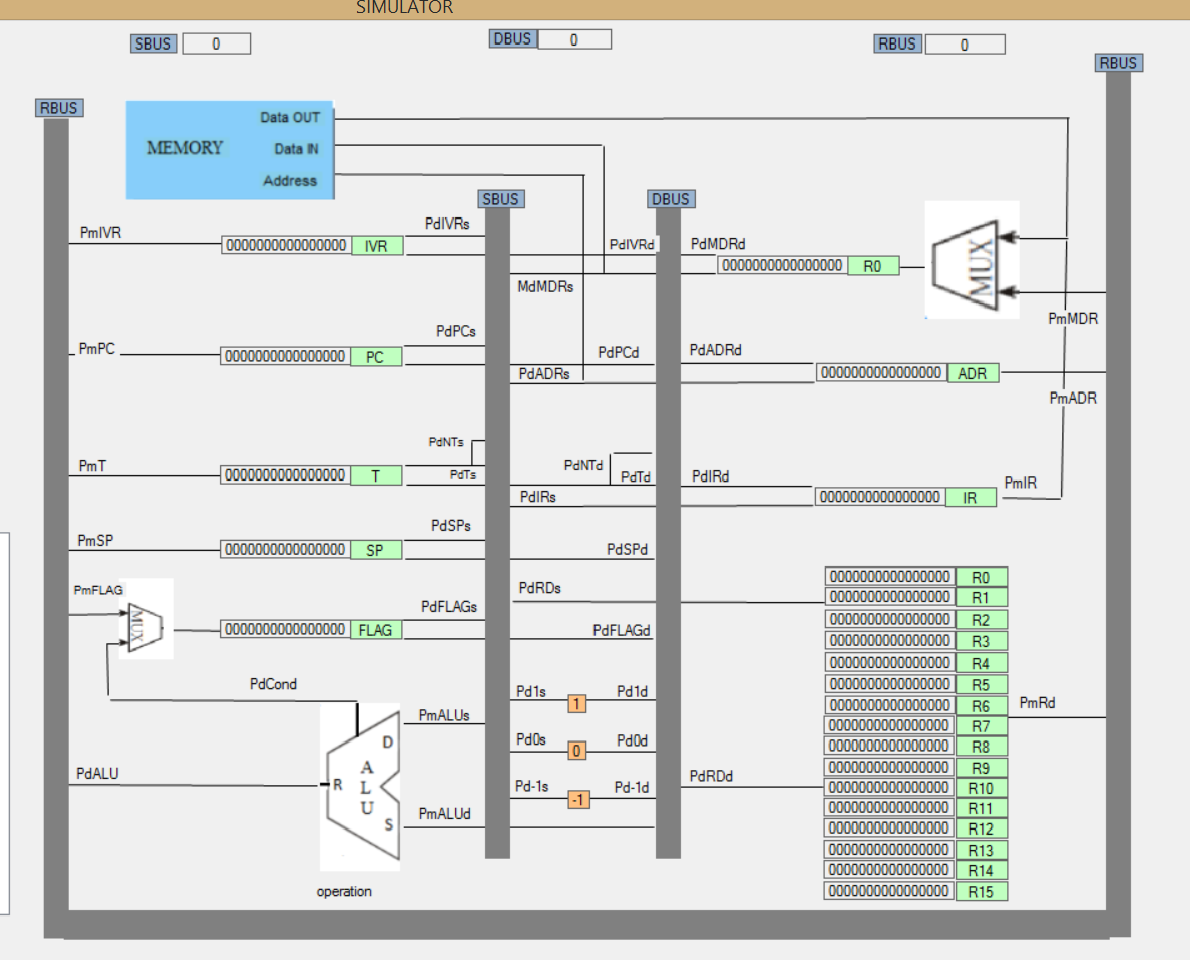 SIMULATOR
SBUS 0
DBUS 0
RBUS 0
RBUS
RBUS
MEMORY
Data OUT
Data IN
Address
SBUS
DBUS
PmIVR
0000000000000000 IVR
PdIVRs
PdIVRd
PdMDRd
0000000000000000 R0
MUX
MdMDRs
PmMDR
PmPC
0000000000000000 PC
PdPCs
PdPCd
PdADRd
PdADRs
0000000000000000 ADR
PmADR
PmT
0000000000000000 T
PdNTs
PdTs
PdNTd
PdTd
PdIRd
PdIRs
0000000000000000 IR
PmIR
PmSP
0000000000000000 SP
PdSPs
PdSPd
PmFLAG
MUX
0000000000000000 FLAG
PdFLAGs
PdRDs
PdFLAGd
PdCond
PmALUs
Pd1s 1 Pd1d
Pd0s 0 Pd0d
Pd-1s -1 Pd-1d
PdALU
R
ALU
D
S
PmALUd
operation
PdRDd
0000000000000000 R0
0000000000000000 R1
0000000000000000 R2
0000000000000000 R3
0000000000000000 R4
0000000000000000 R5
0000000000000000 R6
0000000000000000 R7
0000000000000000 R8
0000000000000000 R9
0000000000000000 R10
0000000000000000 R11
0000000000000000 R12
0000000000000000 R13
0000000000000000 R14
0000000000000000 R15
PmRd